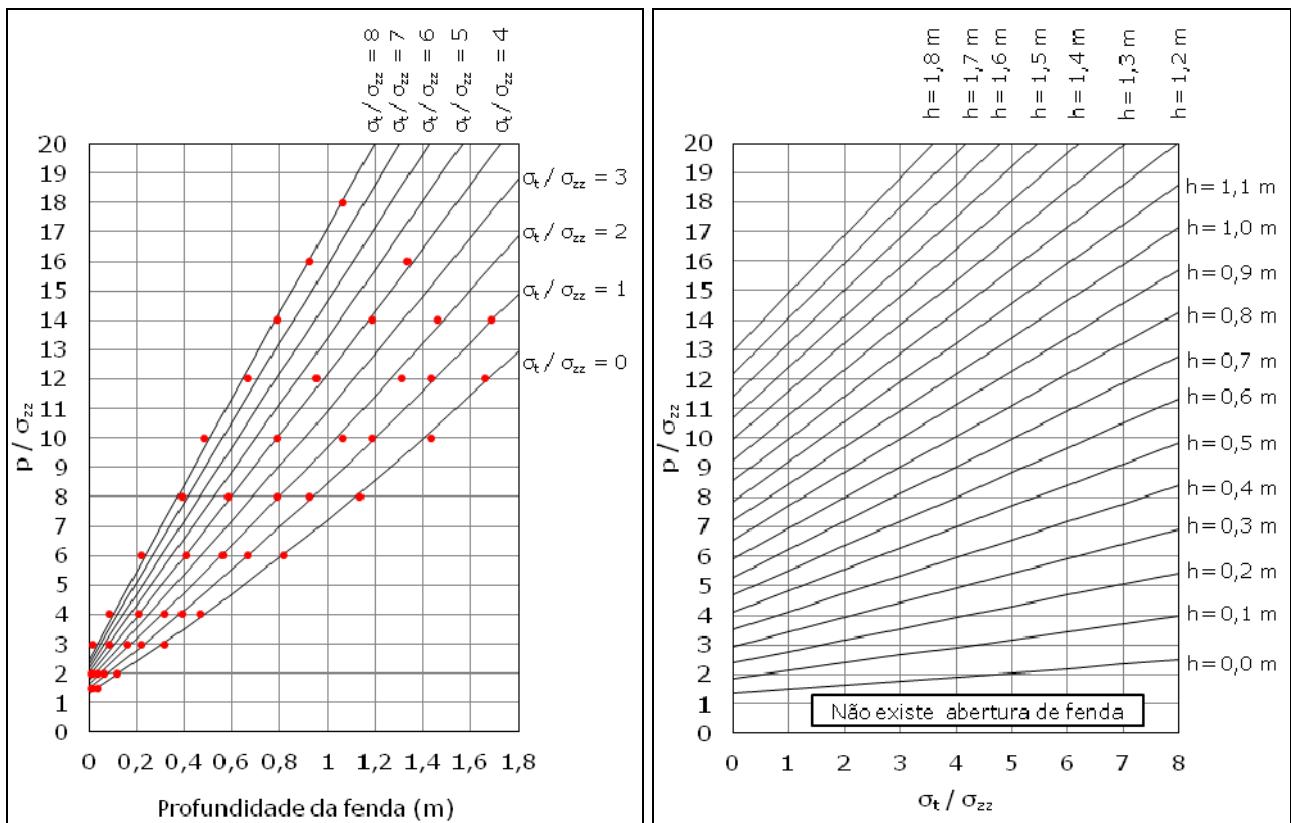 σt / σzz = 8
σt / σzz = 7
σt / σzz = 6
σt / σzz = 5
σt / σzz = 4
σt / σzz = 3
σt / σzz = 2
σt / σzz = 1
σt / σzz = 0
p / σzz
20
19
18
17
16
15
14
13
12
11
10
9
8
7
6
5
4
3
2
1
0
0 0,2 0,4 0,6 0,8 1 1,2 1,4 1,6 1,8
Profundidade da fenda (m)
h = 1,8 m
h = 1,7 m
h = 1,6 m
h = 1,5 m
h = 1,4 m
h = 1,3 m
h = 1,2 m
h = 1,1 m
h = 1,0 m
h = 0,9 m
h = 0,8 m
h = 0,7 m
h = 0,6 m
h = 0,5 m
h = 0,4 m
h = 0,3 m
h = 0,2 m
h = 0,1 m
h = 0,0 m
p / σzz
20
19
18
17
16
15
14
13
12
11
10
9
8
7
6
5
4
3
2
1
0
Não existe abertura de fenda
0 1 2 3 4 5 6 7 8
σt / σzz